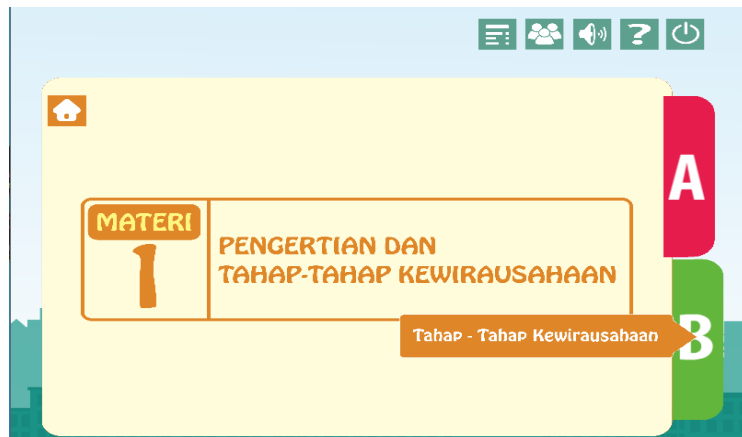 A
MATERI
1
PENGERTIAN DAN
TAHAP-TAHAP KEWIRAUSAHAAN
Tahap - Tahap Kewirausahaan
B